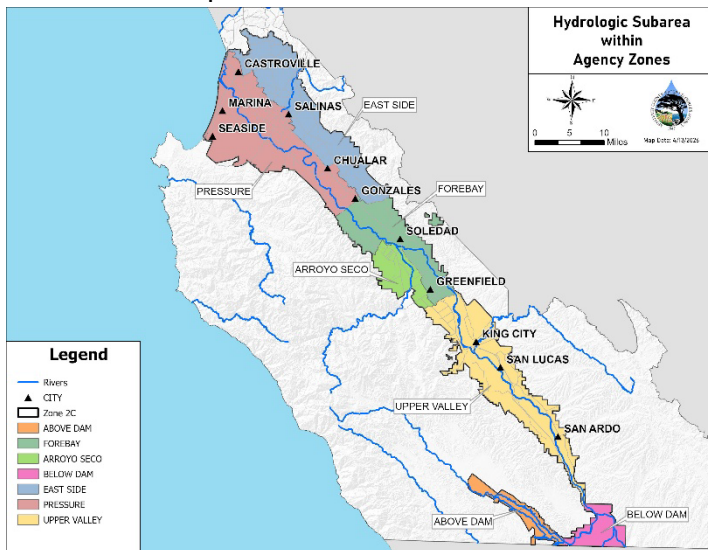 Hydrologic Subarea
within
Agency Zones
0 5 10
Miles
Map Date: 4/13/2026
CASTROVILLE
MARINA
SALINAS
EAST SIDE
SEASIDE
CHUALAR
PRESSURE
GONZALES
FOREBAY
SOLEDAD
ARROYO SECO
GREENFIELD
KING CITY
SAN LUCAS
UPPER VALLEY
SAN ARDO
ABOVE DAM
BELOW DAM
Legend
Rivers
CITY
Zone 2C
ABOVE DAM
FOREBAY
ARROYO SECO
BELOW DAM
EAST SIDE
PRESSURE
UPPER VALLEY